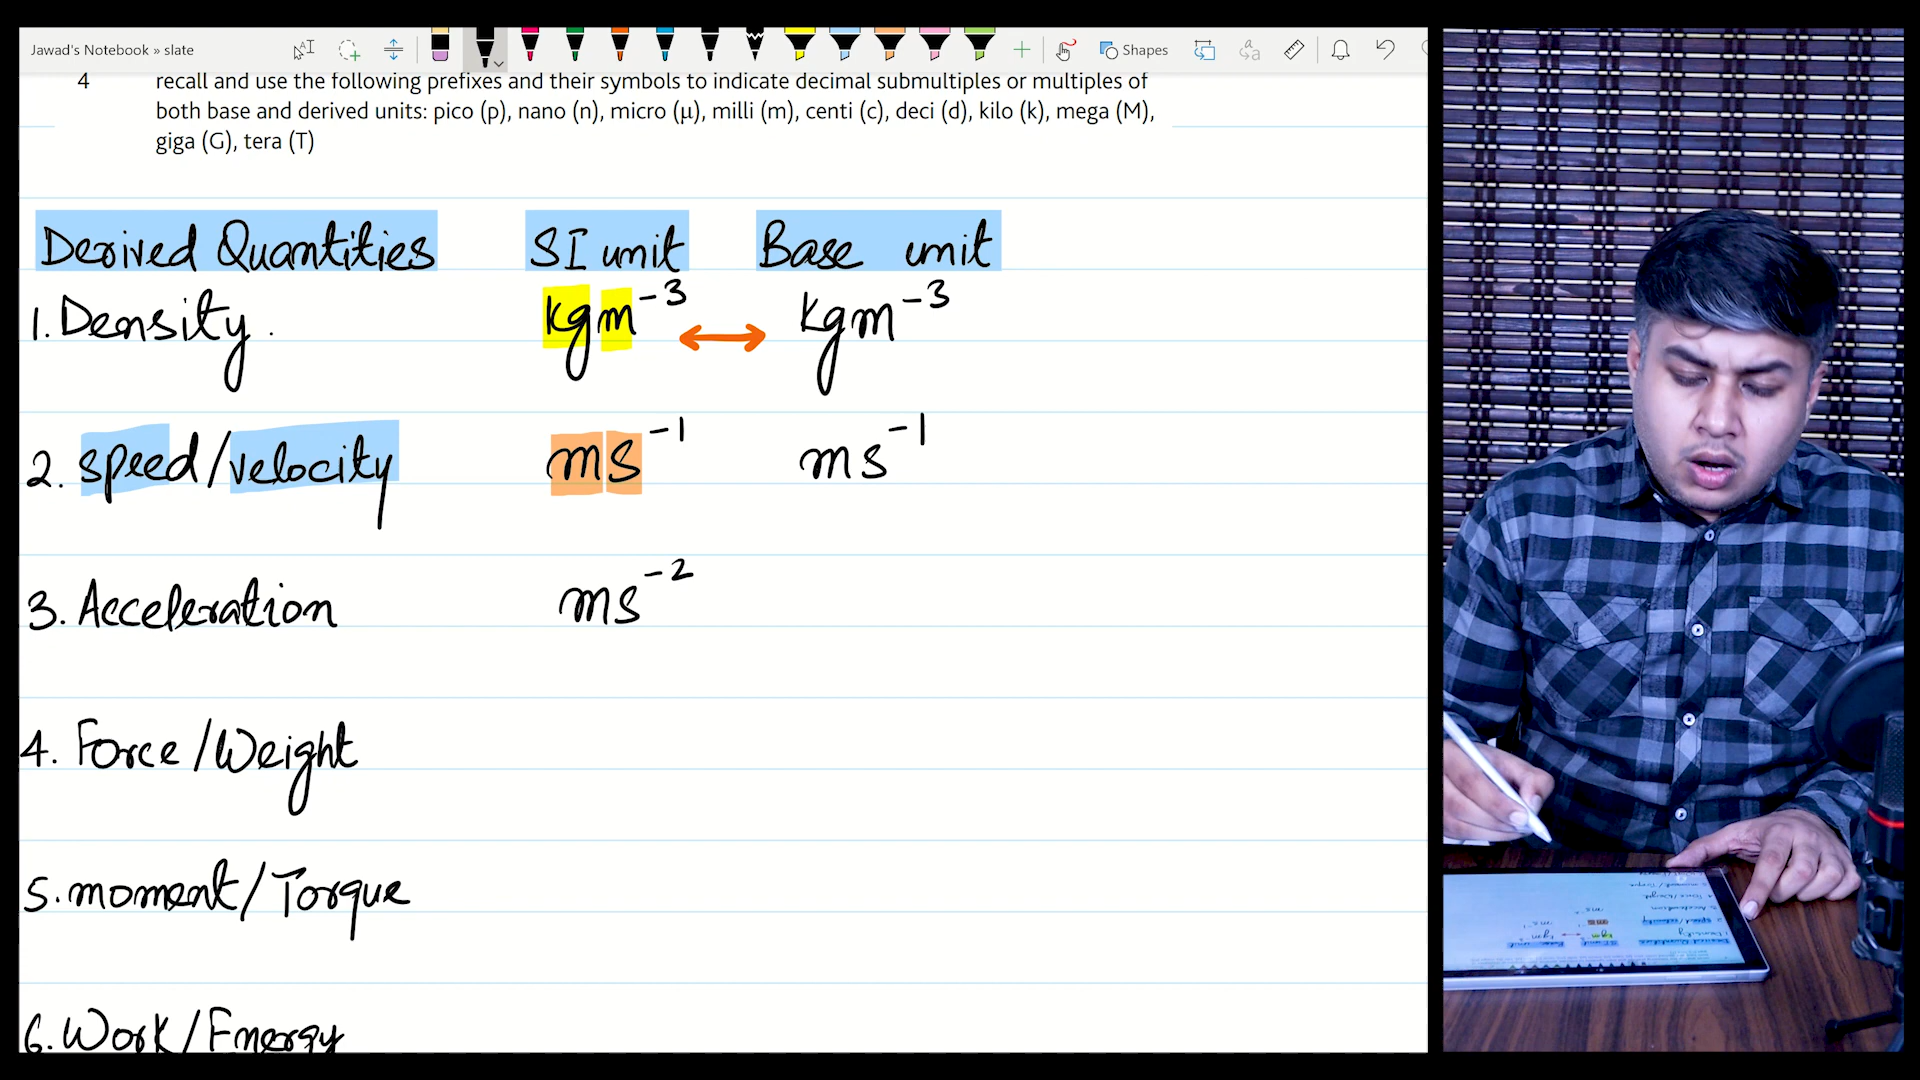 Jawad's Notebook » slate
Shapes
4 recall and use the following prefixes and their symbols to indicate decimal submultiples or multiples of
both base and derived units: pico (p), nano (n), micro (μ), milli (m), centi (c), deci (d), kilo (k), mega (M),
giga (G), tera (T)
Derived Quantities SI unit Base unit
1. Density. kgm⁻³ ↔ kgm⁻³
2. speed/velocity ms⁻¹ ms⁻¹
3. Acceleration ms⁻²
4. Force/Weight
5. moment/Torque
6. Work/Energy